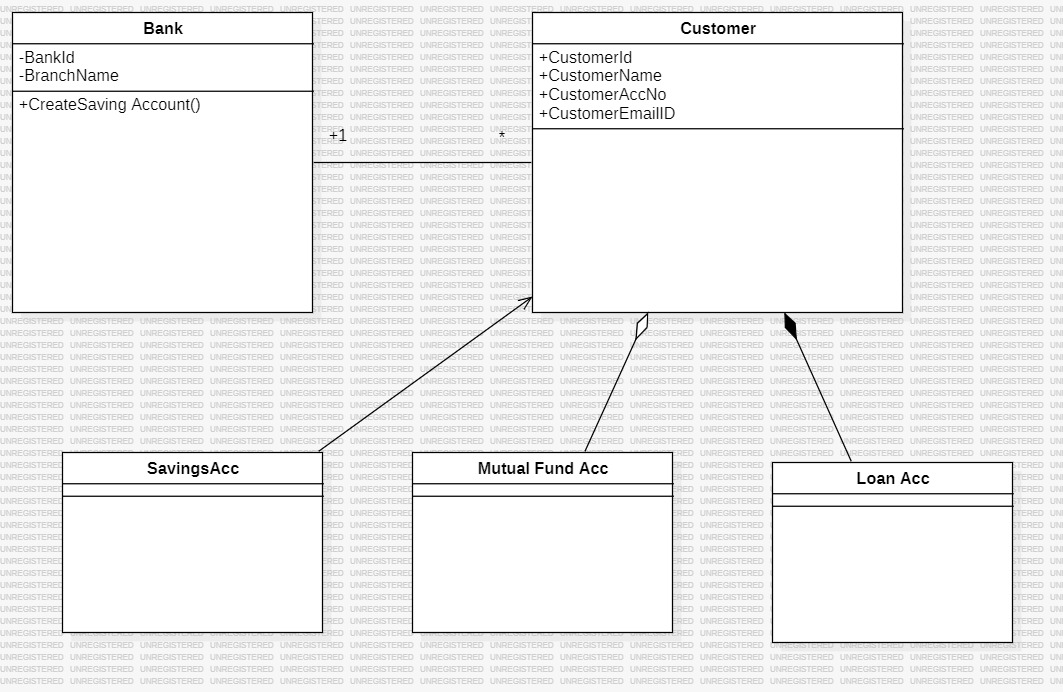 Bank
-BankId
-BranchName
+CreateSaving Account()
+1
*
Customer
+CustomerId
+CustomerName
+CustomerAccNo
+CustomerEmailID
SavingsAcc
Mutual Fund Acc
Loan Acc
UNREGISTERED